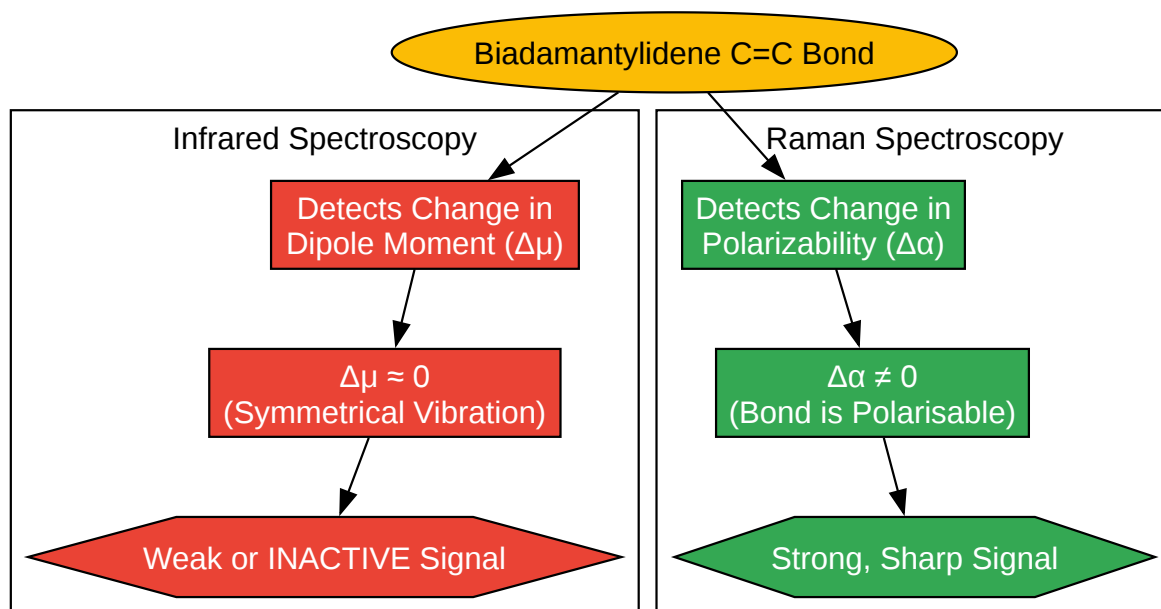 Biadamantylidene C=C Bond
Infrared Spectroscopy
Detects Change in
Dipole Moment (Δμ)
Δμ ≈ 0
(Symmetrical Vibration)
Weak or INACTIVE Signal
Raman Spectroscopy
Detects Change in
Polarizability (Δα)
Δα ≠ 0
(Bond is Polarisable)
Strong, Sharp Signal